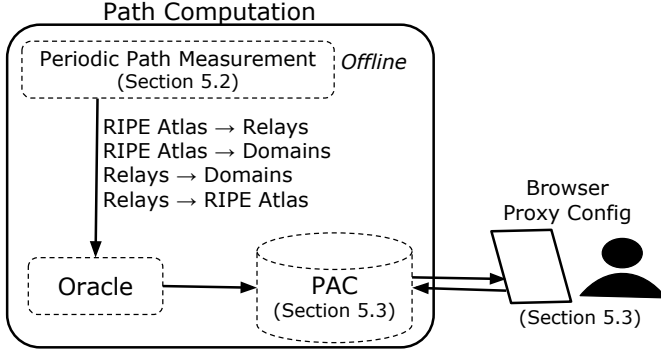 Path Computation
Periodic Path Measurement
(Section 5.2)
Offline
RIPE Atlas → Relays
RIPE Atlas → Domains
Relays → Domains
Relays → RIPE Atlas
Browser
Proxy Config
Oracle
PAC
(Section 5.3)
(Section 5.3)